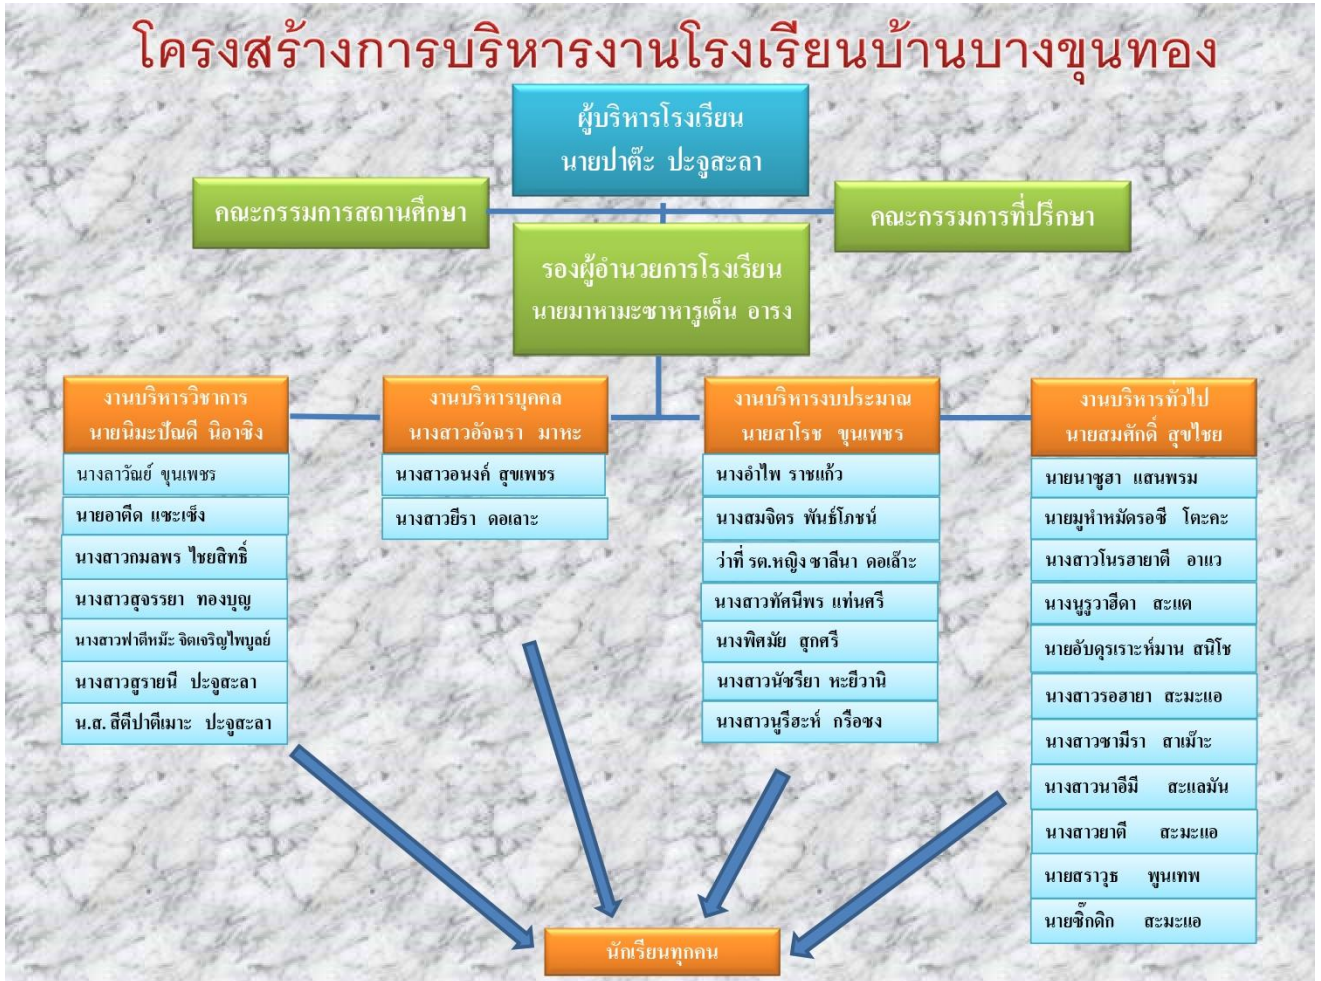 โครงสร้างการบริหารงานโรงเรียนบ้านบางขุนทอง
ผู้บริหารโรงเรียน
นายปาต๊ะ ปะจูสะลา
คณะกรรมการสถานศึกษา
คณะกรรมการที่ปรึกษา
รองผู้อำนวยการโรงเรียน
นายมาหามะซาหารูเด็น อารง
งานบริหารวิชาการ
นายนิมะปัณดี นิอาซิง
นางลาวัณย์ ขุนเพชร
นายอาตีด แซะเซ็ง
นางสาวกมลพร ไชยสิทธิ์
นางสาวสุจรรยา ทองบุญ
นางสาวฟาตีหม๊ะ จิตเจริญไพบูลย์
นางสาวสูรายนี ปะจูสะลา
น.ส. สีตีปาตีเมาะ ปะจูสะลา
งานบริหารบุคคล
นางสาวอัจฉรา มาหะ
นางสาวอนงค์ สุขเพชร
นางสาวยีรา ดอเลาะ
งานบริหารงบประมาณ
นายสาโรช ขุนเพชร
นางอำไพ ราชแก้ว
นางสมจิตร พันธ์โภชน์
ว่าที่ รต.หญิง ซาลีนา ดอเล๊าะ
นางสาวทัศนีพร แท่นศรี
นางพิศมัย สุกศรี
นางสาวนัซรียา หะยีวานิ
นางสาวนูรีฮะห์ กรือซง
งานบริหารทั่วไป
นายสมศักดิ์ สุขไชย
นายนาซูฮา แสนพรม
นายมูหำหมัดรอซี โตะคะ
นางสาวโนรฮายาตี อาแว
นางนูรูวาฮีดา สะแต
นายอับดุรเราะห์มาน สนิโช
นางสาวรอฮายา สะมะแอ
นางสาวซามีรา สาเม๊าะ
นางสาวนาอีมี สะแลมัน
นางสาวยาตี สะมะแอ
นายสราวุธ พูนเทพ
นายซิ๊กดิก สะมะแอ
นักเรียนทุกคน